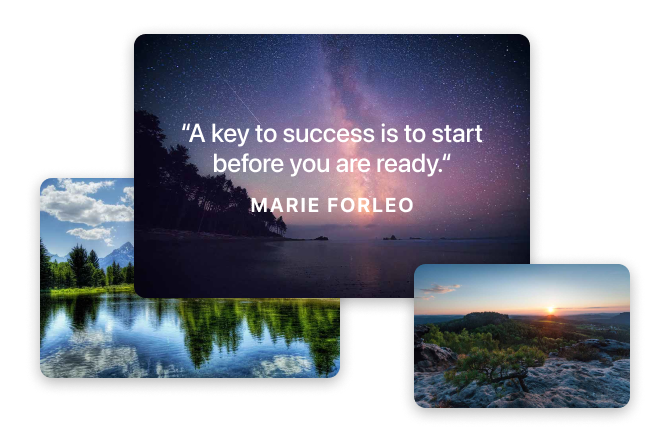 “A key to success is to start
before you are ready.“
MARIE FORLEO